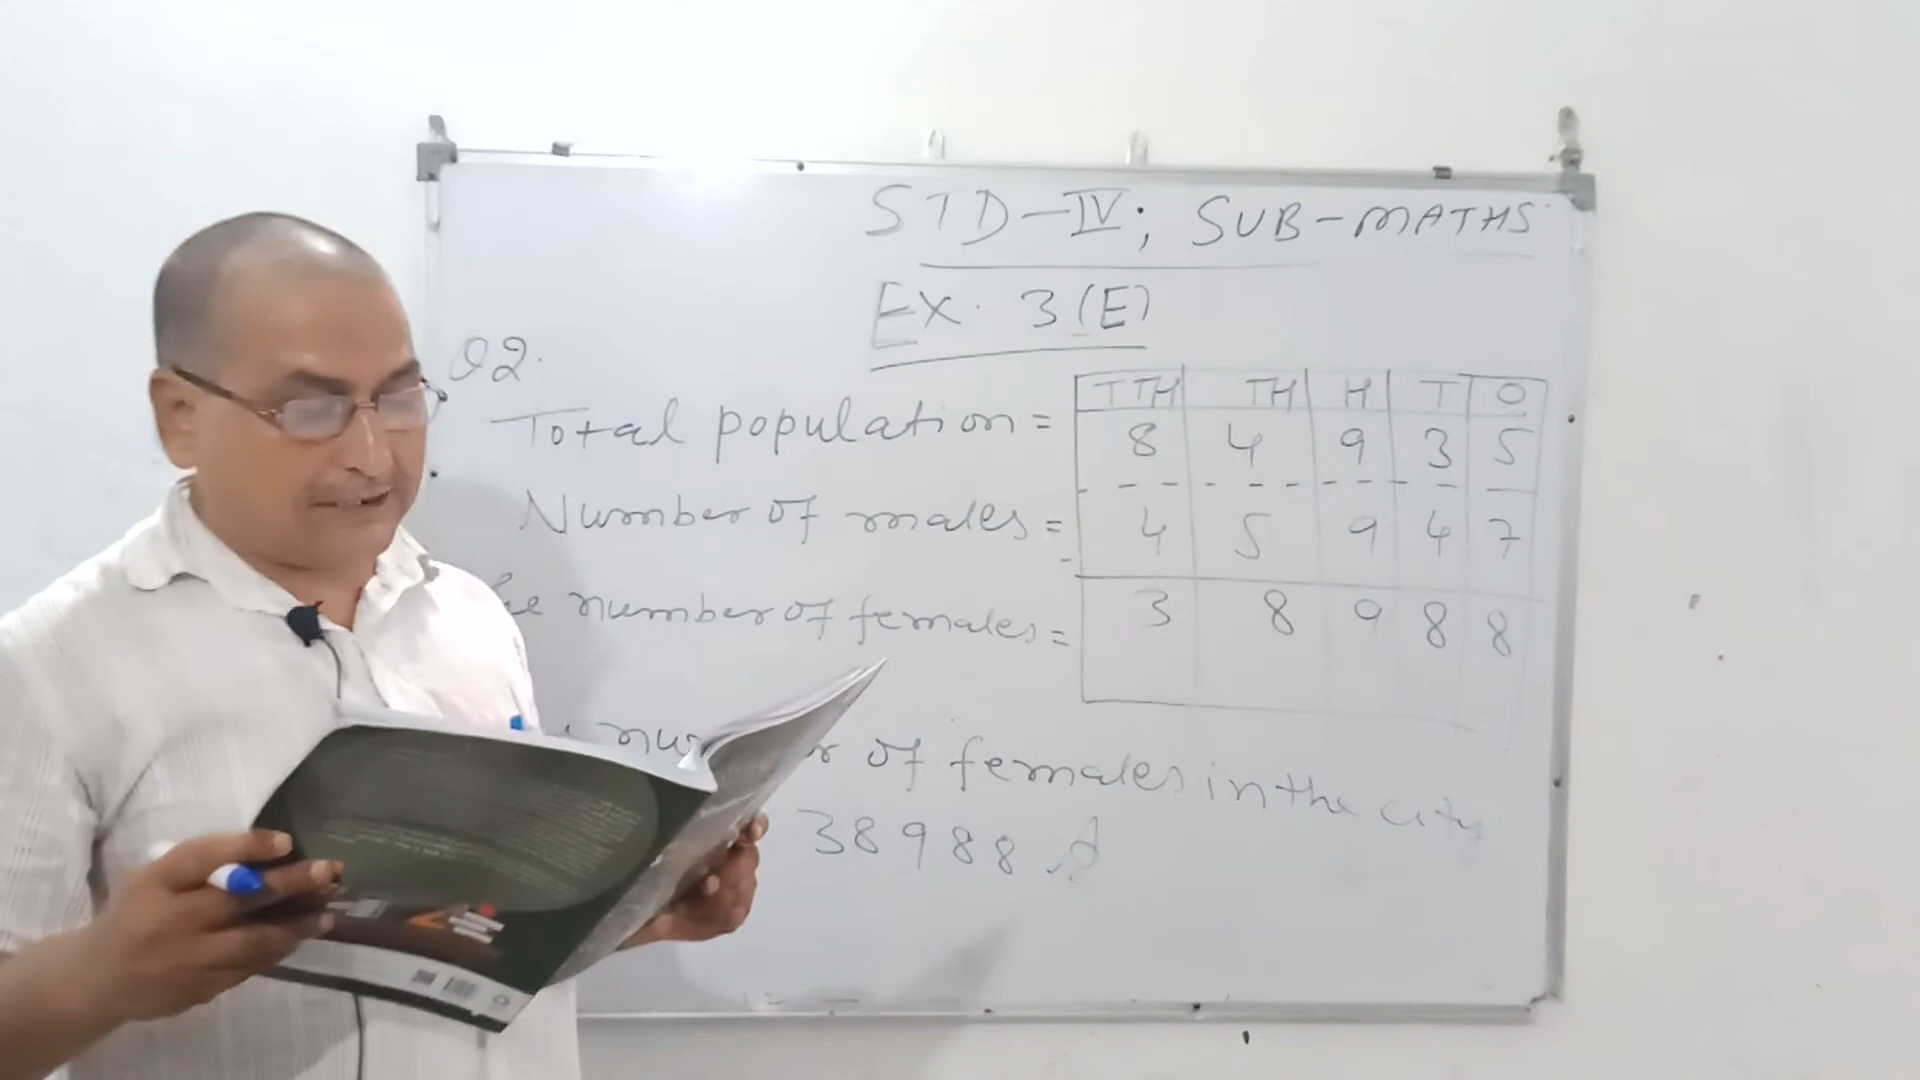 STD-IV; SUB-MATHS
EX. 3(E)
Q2.
TTH TH H T O
Total population = 8 4 9 3 5
Number of males = 4 5 9 4 7
number of females = 3 8 9 8 8
of females in the city
38988 A